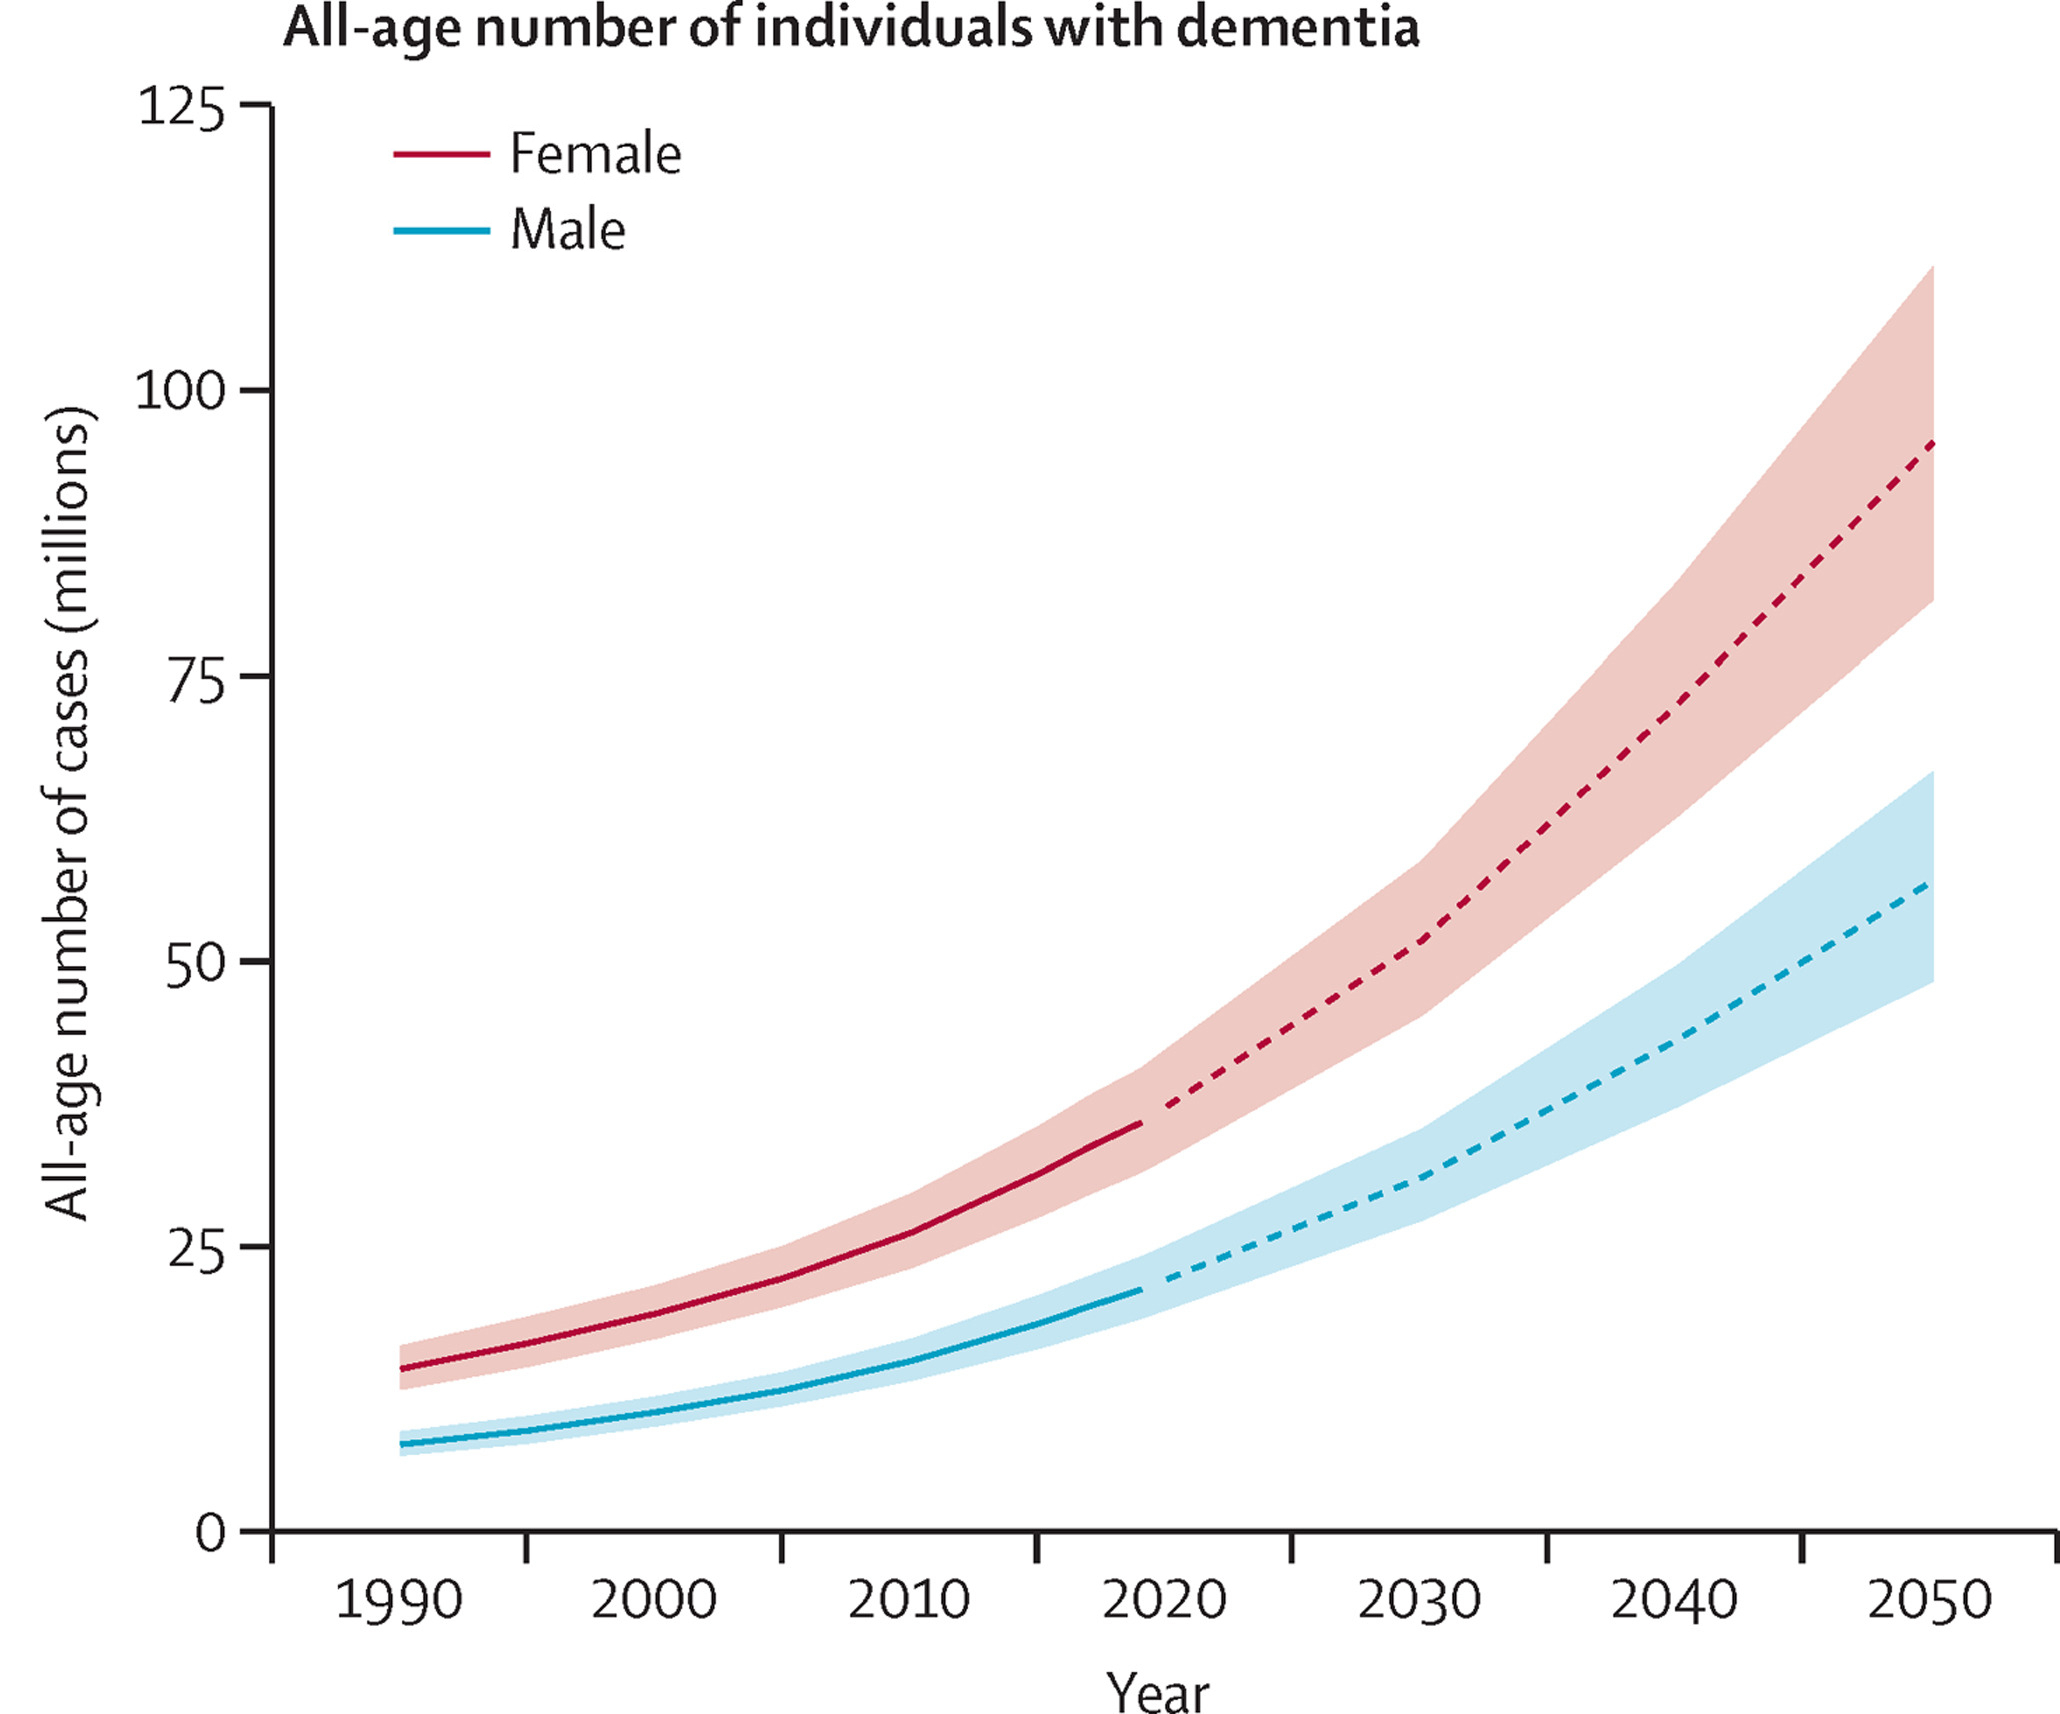 All-age number of individuals with dementia
125
100
75
50
25
0
All-age number of cases (millions)
Female
Male
1990 2000 2010 2020 2030 2040 2050
Year